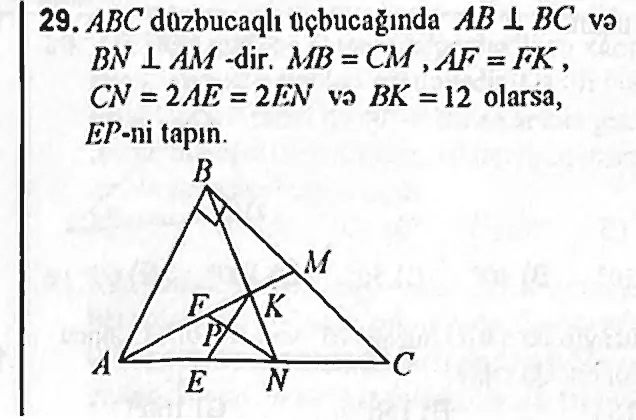 29. ABC düzbucaqlı üçbucağında AB ⊥ BC və
BN ⊥ AM -dir. MB = CM , AF = FK ,
CN = 2AE = 2EN və BK = 12 olarsa,
EP-ni tapın.
B
M
F
K
P
A
E
N
C